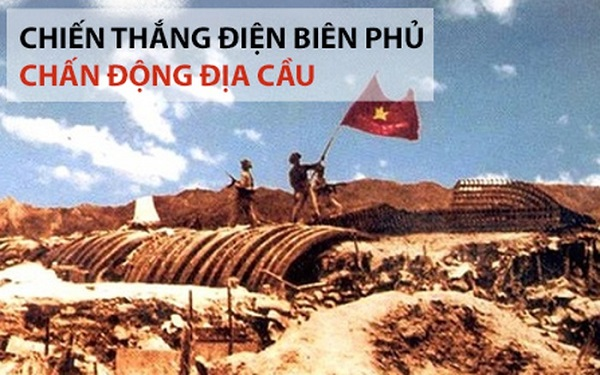 CHIẾN THẮNG ĐIỆN BIÊN PHỦ
CHẤN ĐỘNG ĐỊA CẦU